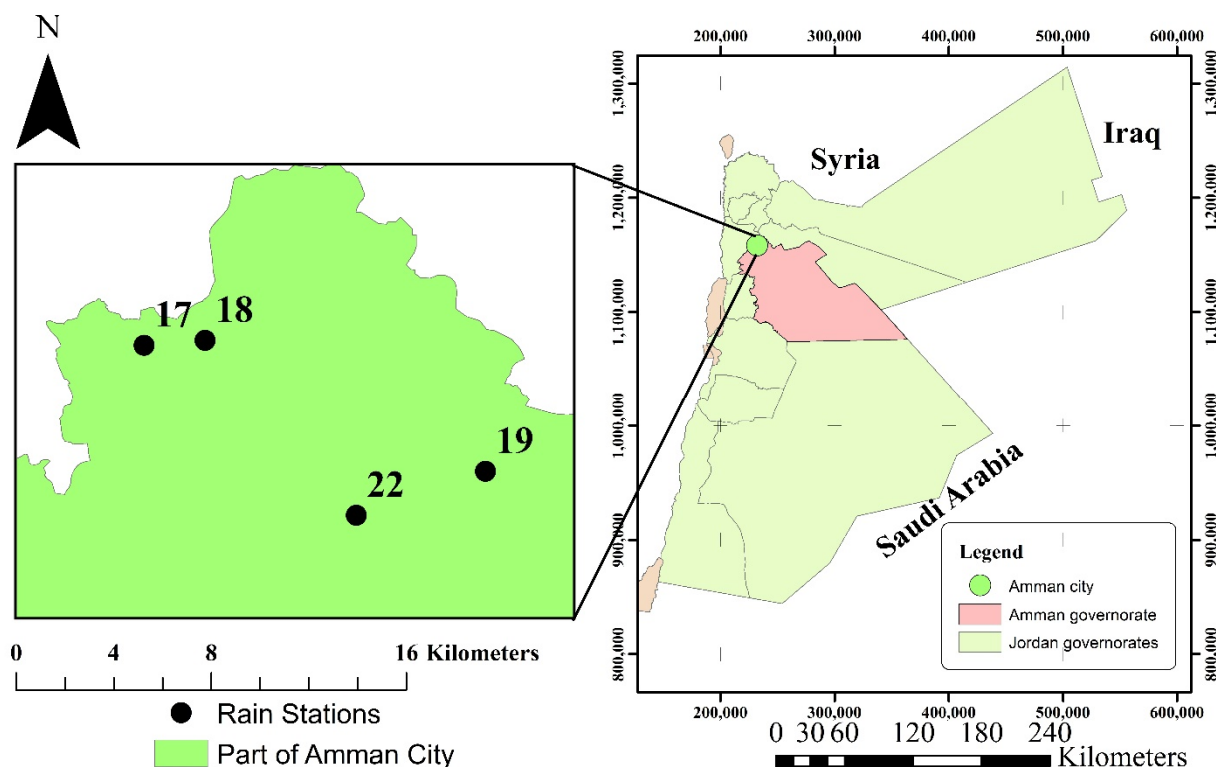 N
17
18
19
22
0 4 8 16 Kilometers
Rain Stations
Part of Amman City
200,000 300,000 400,000 500,000 600,000
1,300,000
1,200,000
1,100,000
1,000,000
900,000
800,000
Iraq
Syria
Saudi Arabia
1,300,000
1,200,000
1,100,000
1,000,000
900,000
800,000
Legend
Amman city
Amman governorate
Jordan governorates
200,000 300,000 400,000 500,000 600,000
0 30 60 120 180 240
Kilometers